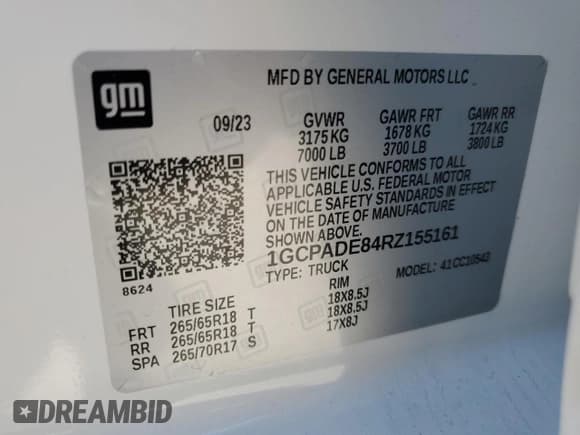 gm
MFD BY GENERAL MOTORS LLC
09/23 GVWR GAWR FRT GAWR RR
3175 KG 1678 KG 1724 KG
7000 LB 3700 LB 3800 LB
THIS VEHICLE CONFORMS TO ALL
APPLICABLE U.S. FEDERAL MOTOR
VEHICLE SAFETY STANDARDS IN EFFECT
ON THE DATE OF MANUFACTURE
SHOWN ABOVE.
1GCPADE84RZ155161
TYPE: TRUCK MODEL: 41CC10543
8624
TIRE SIZE RIM
FRT 265/65R18 T 18X8.5J
RR 265/65R18 T 18X8.5J
SPA 265/70R17 S 17X8J
DREAMBID